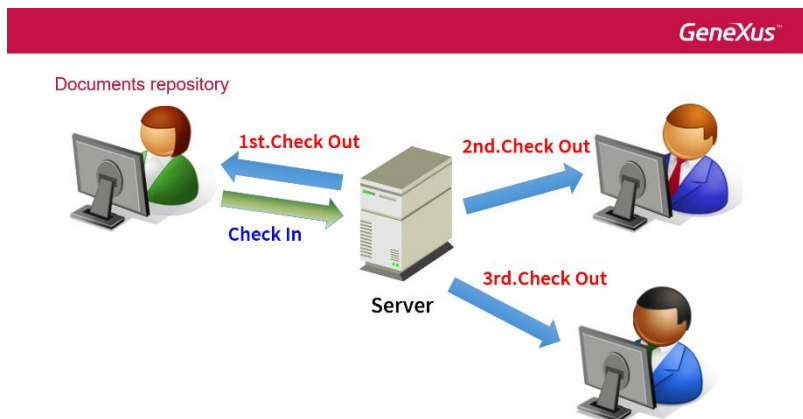 GeneXus™
Documents repository
1st.Check Out
2nd.Check Out
Check In
3rd.Check Out
Server